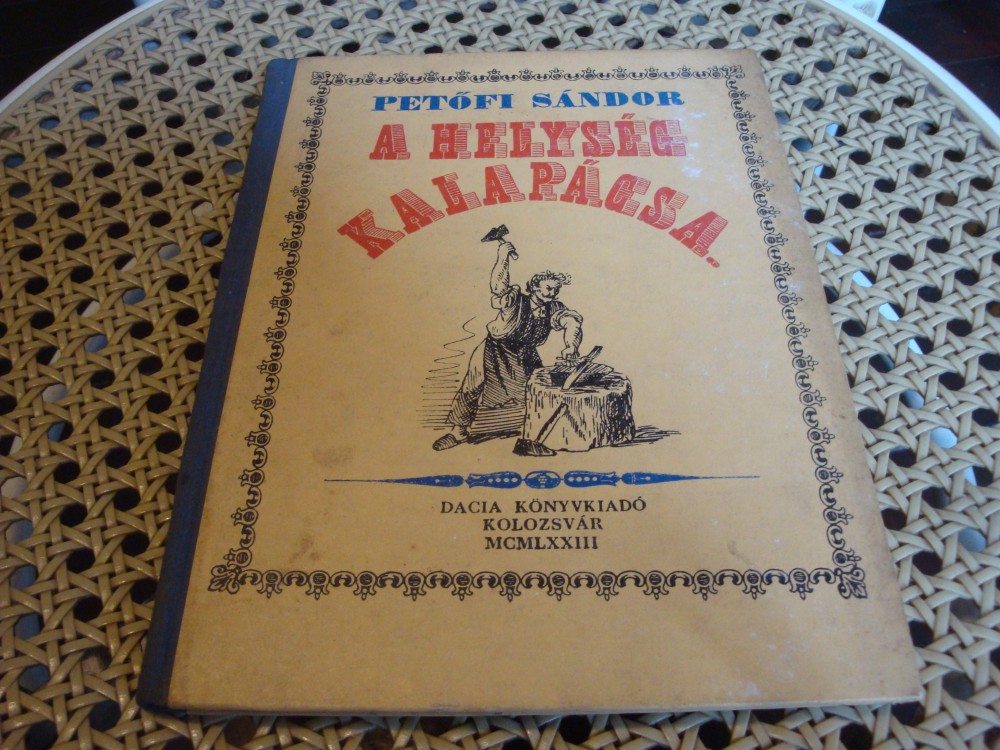 PETŐFI SÁNDOR
A HELYSÉG
KALAPÁCSA.
DACIA KÖNYVKIADÓ
KOLOZSVÁR
MCMLXXIII